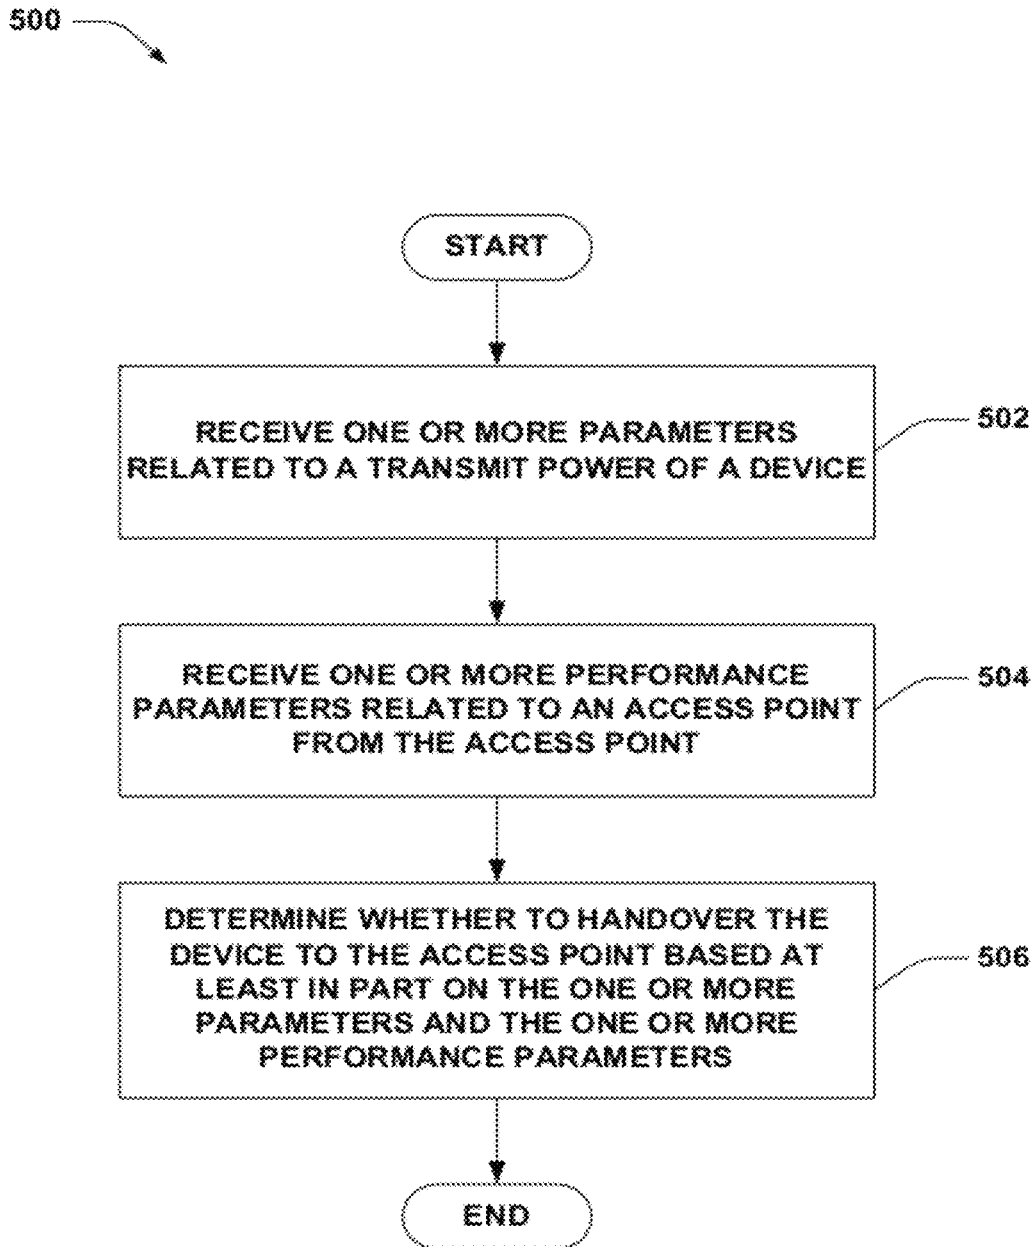 500
START
RECEIVE ONE OR MORE PARAMETERS
RELATED TO A TRANSMIT POWER OF A DEVICE
502
RECEIVE ONE OR MORE PERFORMANCE
PARAMETERS RELATED TO AN ACCESS POINT
FROM THE ACCESS POINT
504
DETERMINE WHETHER TO HANDOVER THE
DEVICE TO THE ACCESS POINT BASED AT
LEAST IN PART ON THE ONE OR MORE
PARAMETERS AND THE ONE OR MORE
PERFORMANCE PARAMETERS
506
END